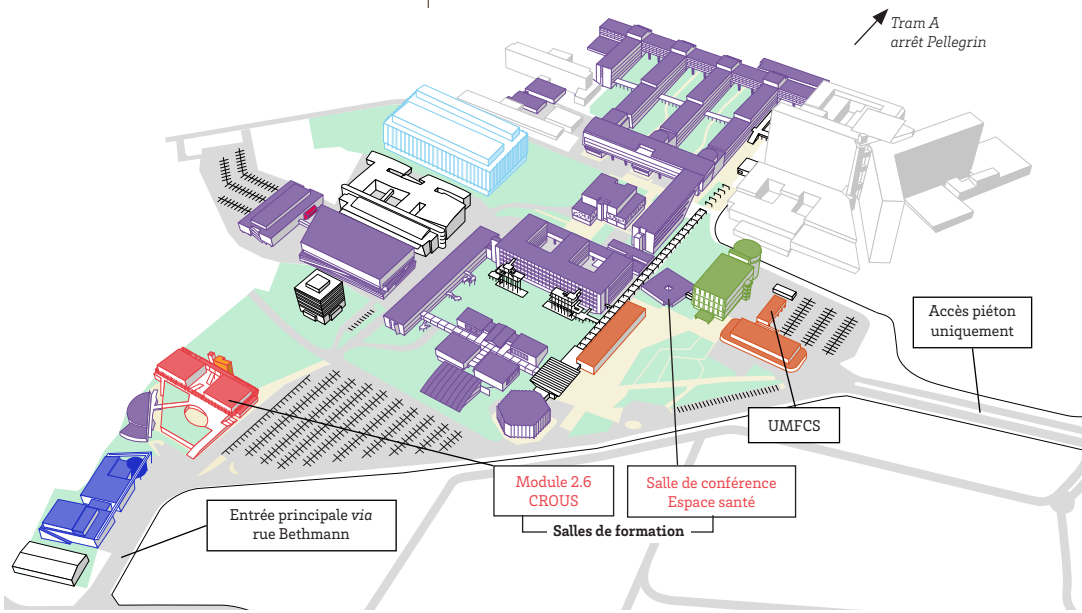 Tram A
arrêt Pellegrin
Accès piéton
uniquement
UMFCS
Module 2.6
CROUS
Salle de conférence
Espace santé
Salles de formation
Entrée principale via
rue Bethmann